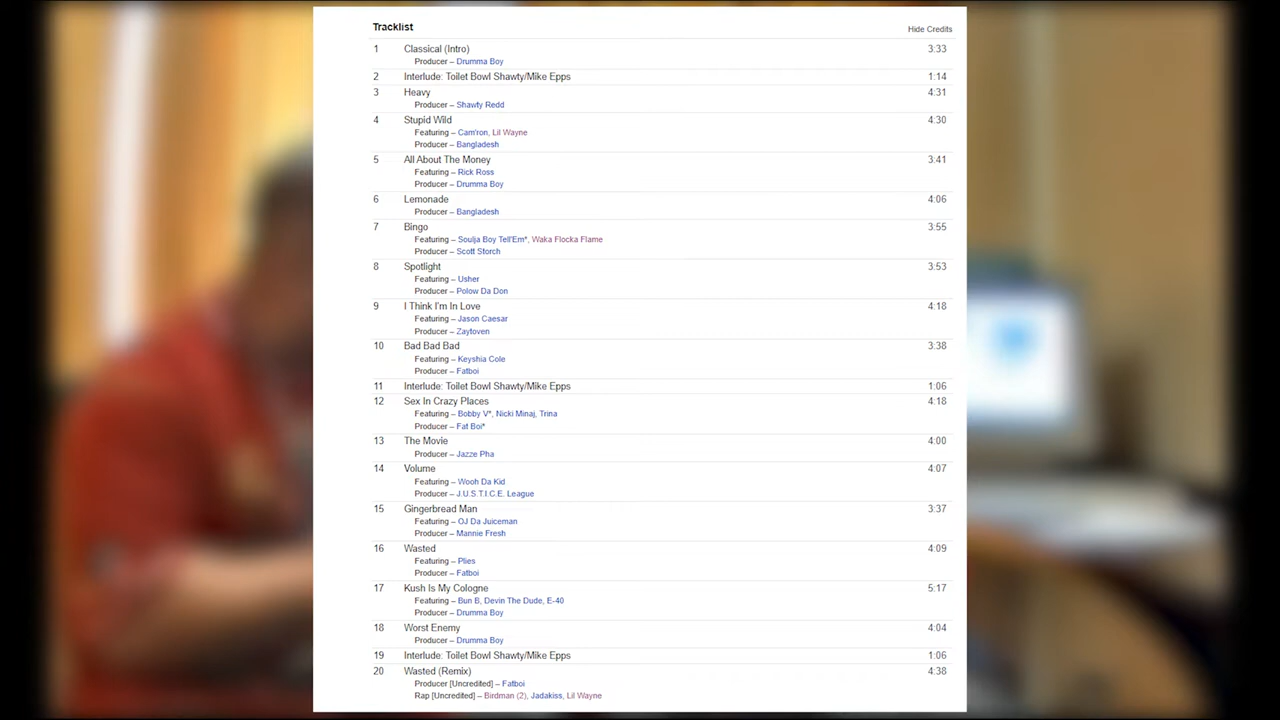 Tracklist Hide Credits
1 Classical (Intro) 3:33
Producer – Drumma Boy
2 Interlude: Toilet Bowl Shawty/Mike Epps 1:14
3 Heavy 4:31
Producer – Shawty Redd
4 Stupid Wild 4:30
Featuring – Cam'ron, Lil Wayne
Producer – Bangladesh
5 All About The Money 3:41
Featuring – Rick Ross
Producer – Drumma Boy
6 Lemonade 4:06
Producer – Bangladesh
7 Bingo 3:55
Featuring – Soulja Boy Tell'Em*, Waka Flocka Flame
Producer – Scott Storch
8 Spotlight 3:53
Featuring – Usher
Producer – Polow Da Don
9 I Think I'm In Love 4:18
Featuring – Jason Caesar
Producer – Zaytoven
10 Bad Bad Bad 3:38
Featuring – Keyshia Cole
Producer – Fatboi
11 Interlude: Toilet Bowl Shawty/Mike Epps 1:06
12 Sex In Crazy Places 4:18
Featuring – Bobby V*, Nicki Minaj, Trina
Producer – Fat Boi*
13 The Movie 4:00
Producer – Jazze Pha
14 Volume 4:07
Featuring – Wooh Da Kid
Producer – J.U.S.T.I.C.E. League
15 Gingerbread Man 3:37
Featuring – OJ Da Juiceman
Producer – Mannie Fresh
16 Wasted 4:09
Featuring – Plies
Producer – Fatboi
17 Kush Is My Cologne 5:17
Featuring – Bun B, Devin The Dude, E-40
Producer – Drumma Boy
18 Worst Enemy 4:04
Producer – Drumma Boy
19 Interlude: Toilet Bowl Shawty/Mike Epps 1:06
20 Wasted (Remix) 4:38
Producer [Uncredited] – Fatboi
Rap [Uncredited] – Birdman (2), Jadakiss, Lil Wayne